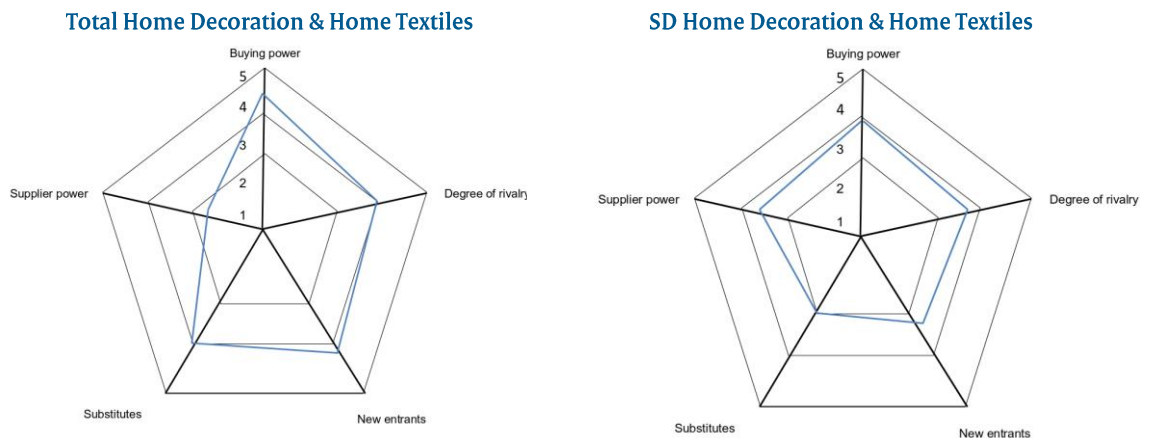 Total Home Decoration & Home Textiles
Buying power
5
4
3
2
1
Supplier power
Degree of rivalry
Substitutes
New entrants
SD Home Decoration & Home Textiles
Buying power
5
4
3
2
1
Supplier power
Degree of rivalry
Substitutes
New entrants